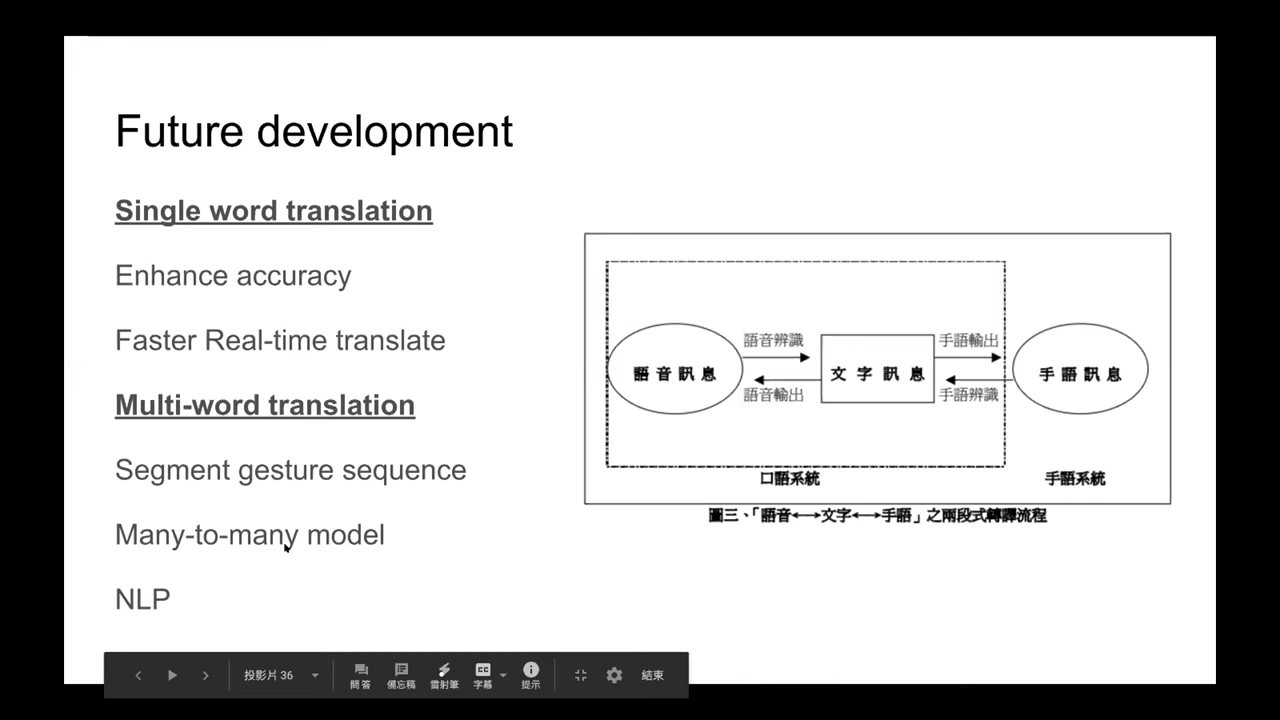 Future development
Single word translation
Enhance accuracy
Faster Real-time translate
Multi-word translation
Segment gesture sequence
Many-to-many model
NLP
語音辨識
手語輸出
語音訊息
文字訊息
手語訊息
語音輸出
手語辨識
口語系統
手語系統
圖三、「語音⟷文字⟷手語」之兩段式轉譯流程
投影片 36
問答
備忘稿
雷射筆
CC
字幕
提示
結束